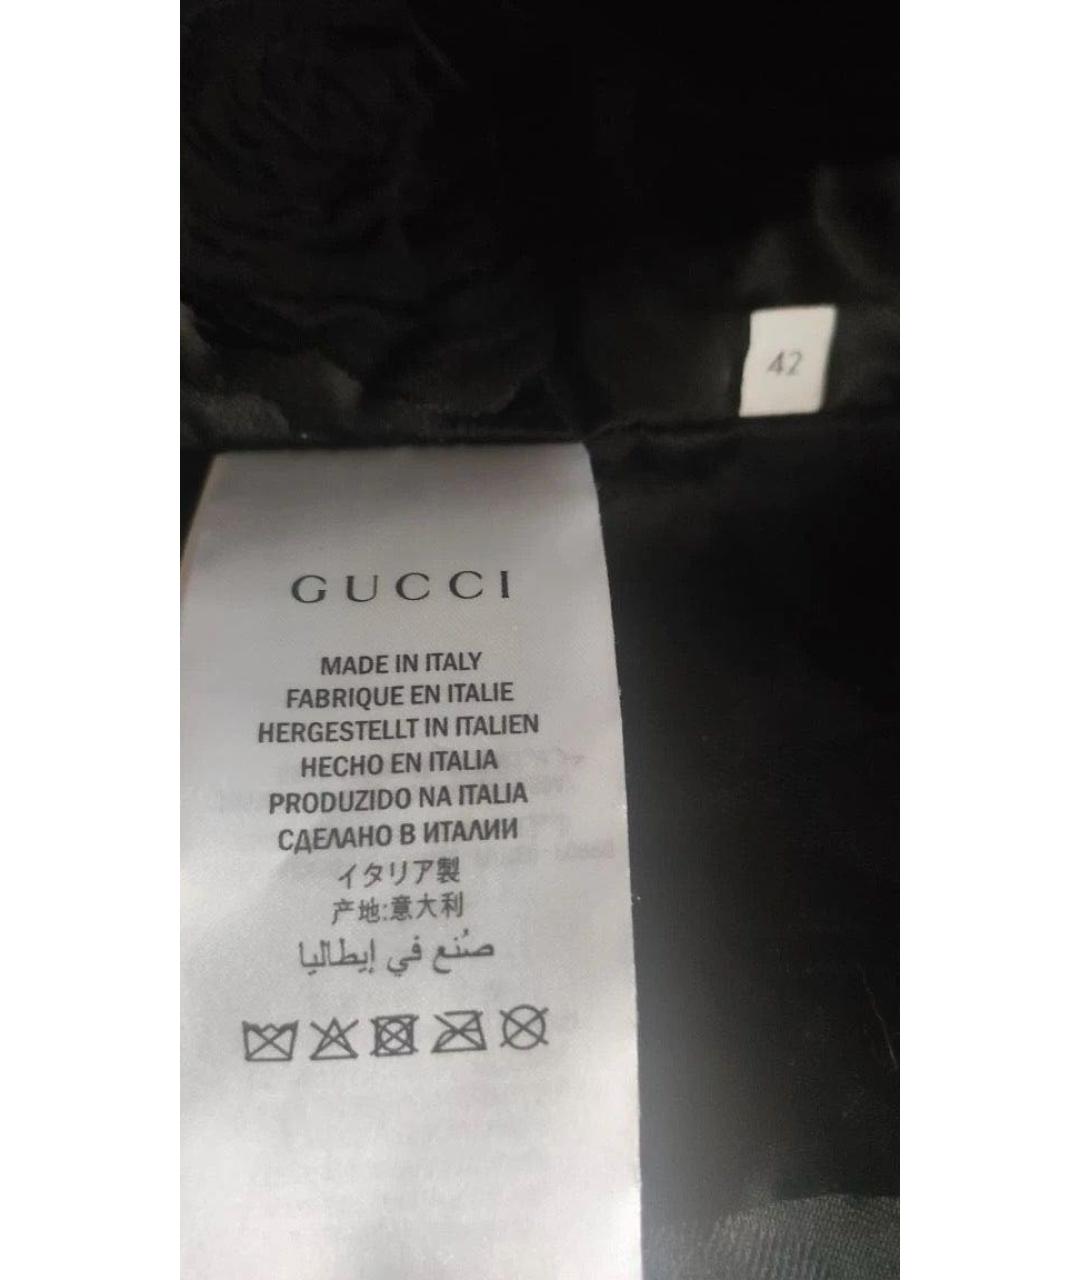 42
GUCCI
MADE IN ITALY
FABRIQUE EN ITALIE
HERGESTELLT IN ITALIEN
HECHO EN ITALIA
PRODUZIDO NA ITALIA
СДЕЛАНО В ИТАЛИИ
イタリア製
产地:意大利
صُنع في إيطاليا